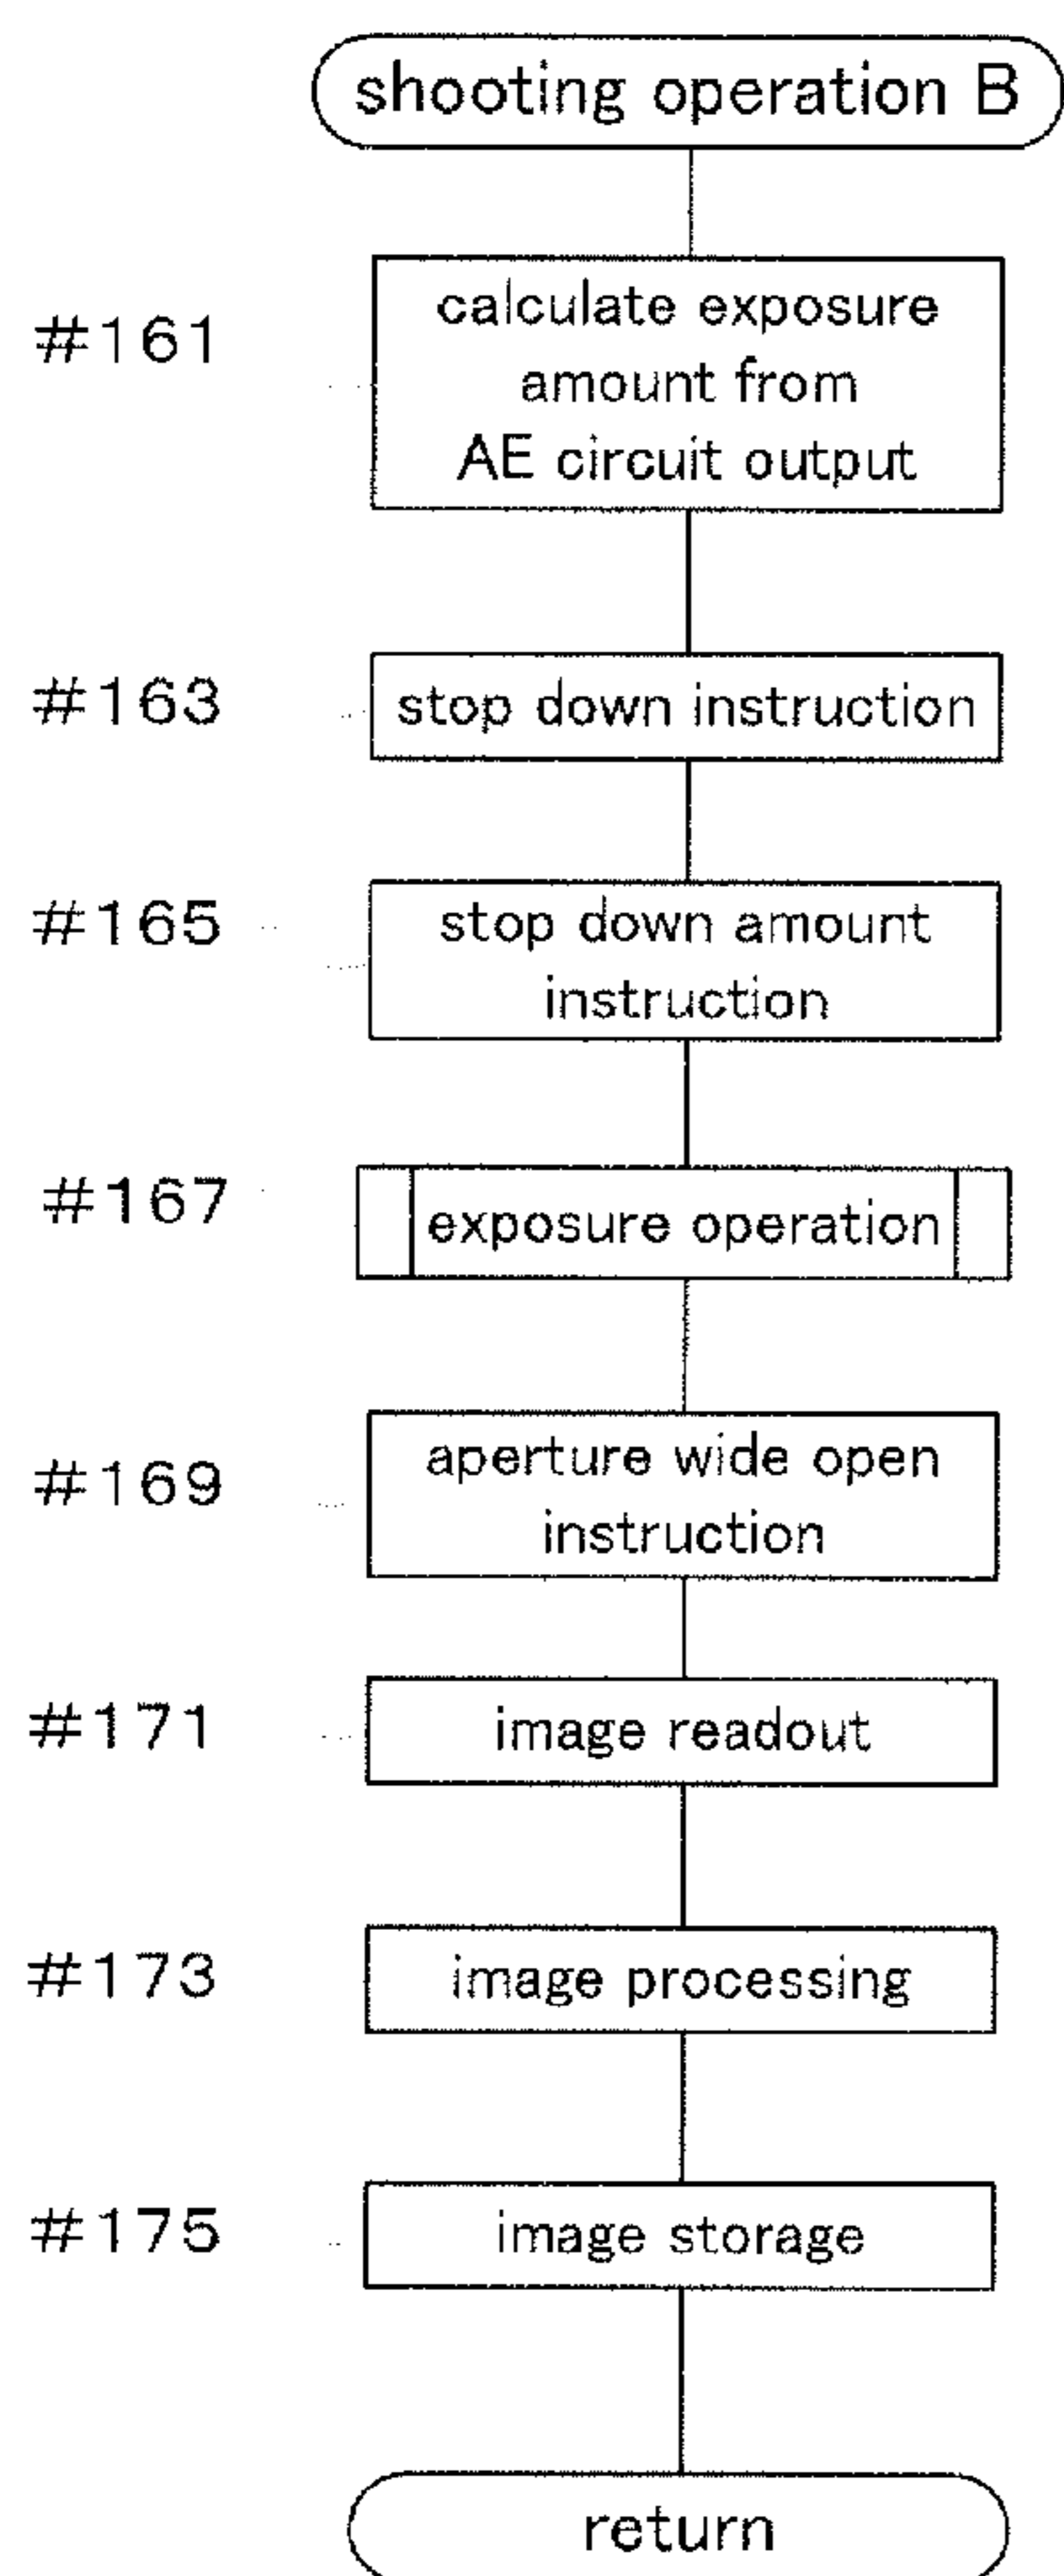 shooting operation B
#161
calculate exposure
amount from
AE circuit output
#163
stop down instruction
#165
stop down amount
instruction
#167
exposure operation
#169
aperture wide open
instruction
#171
image readout
#173
image processing
#175
image storage
return